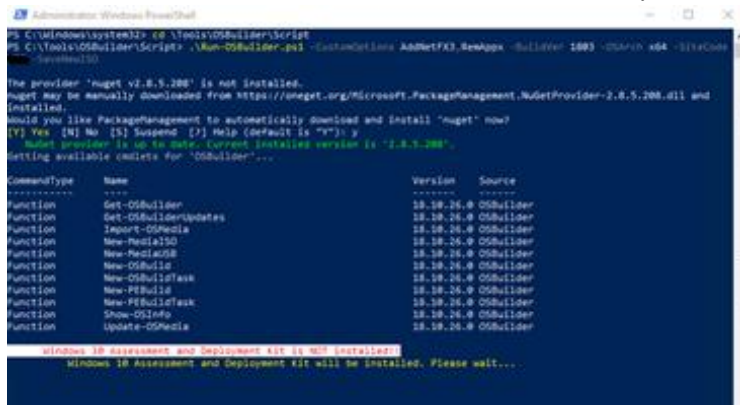 Administrator: Windows PowerShell
PS C:\Windows\system32> cd \Tools\OSBuilder\Script
PS C:\Tools\OSBuilder\Script> .\Run-OSBuilder.ps1 -CustomOptions AddNetFX3,RemApps -BuildVer 1803 -OSArch x64 -SiteCode
-SaveNewISO
The provider 'nuget v2.8.5.208' is not installed.
nuget may be manually downloaded from https://oneget.org/Microsoft.PackageManagement.NuGetProvider-2.8.5.208.dll and
installed.
Would you like PackageManagement to automatically download and install 'nuget' now?
[Y] Yes [N] No [S] Suspend [?] Help (default is "Y"): y
NuGet provider is up to date. Current installed version is '2.8.5.208'.
Getting available cmdlets for 'OSBuilder'...
CommandType Name Version Source
----------- ---- ------- ------
Function Get-OSBuilder 18.10.26.0 OSBuilder
Function Get-OSBuilderUpdates 18.10.26.0 OSBuilder
Function Import-OSMedia 18.10.26.0 OSBuilder
Function New-MediaISO 18.10.26.0 OSBuilder
Function New-MediaUSB 18.10.26.0 OSBuilder
Function New-OSBuild 18.10.26.0 OSBuilder
Function New-OSBuildTask 18.10.26.0 OSBuilder
Function New-PEBuild 18.10.26.0 OSBuilder
Function New-PEBuildTask 18.10.26.0 OSBuilder
Function Show-OSInfo 18.10.26.0 OSBuilder
Function Update-OSMedia 18.10.26.0 OSBuilder
Windows 10 Assessment and Deployment Kit is NOT installed!!
Windows 10 Assessment and Deployment Kit will be installed. Please wait...